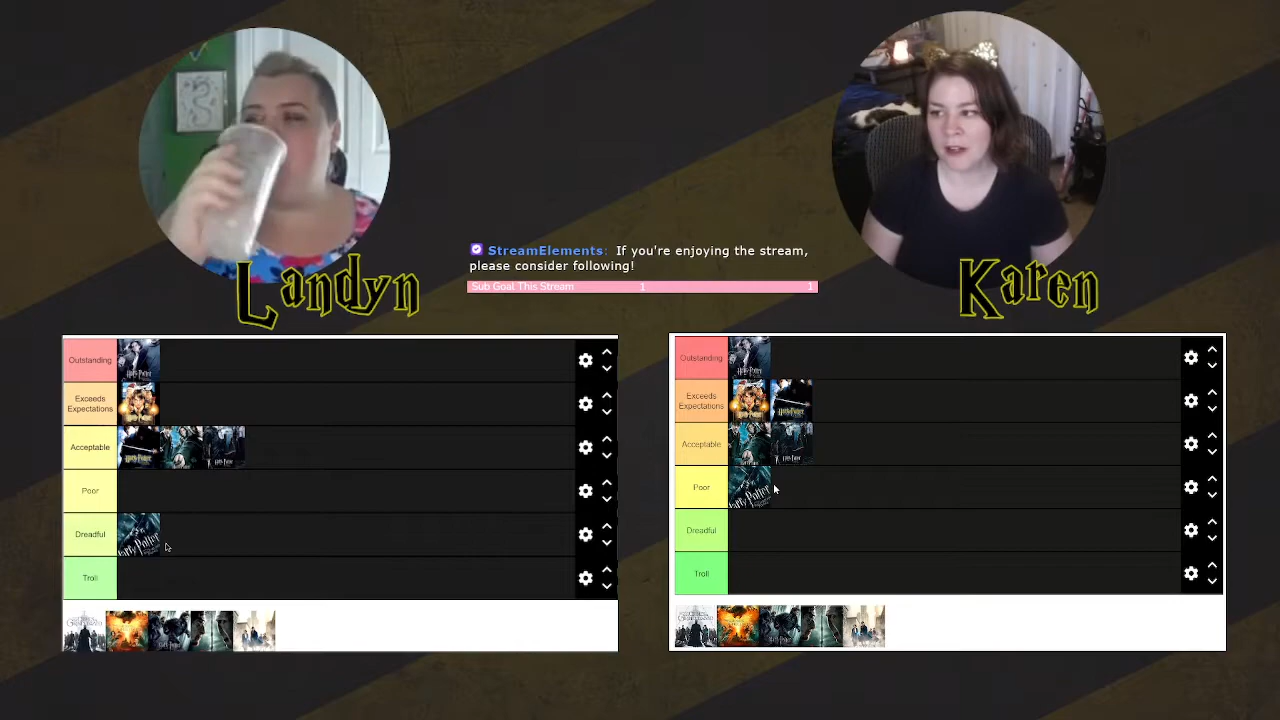 Landyn
Karen
StreamElements: If you're enjoying the stream,
please consider following!
Sub Goal This Stream 1 1
Outstanding
Exceeds
Expectations
Acceptable
Poor
Dreadful
Troll
Outstanding
Exceeds
Expectations
Acceptable
Poor
Dreadful
Troll